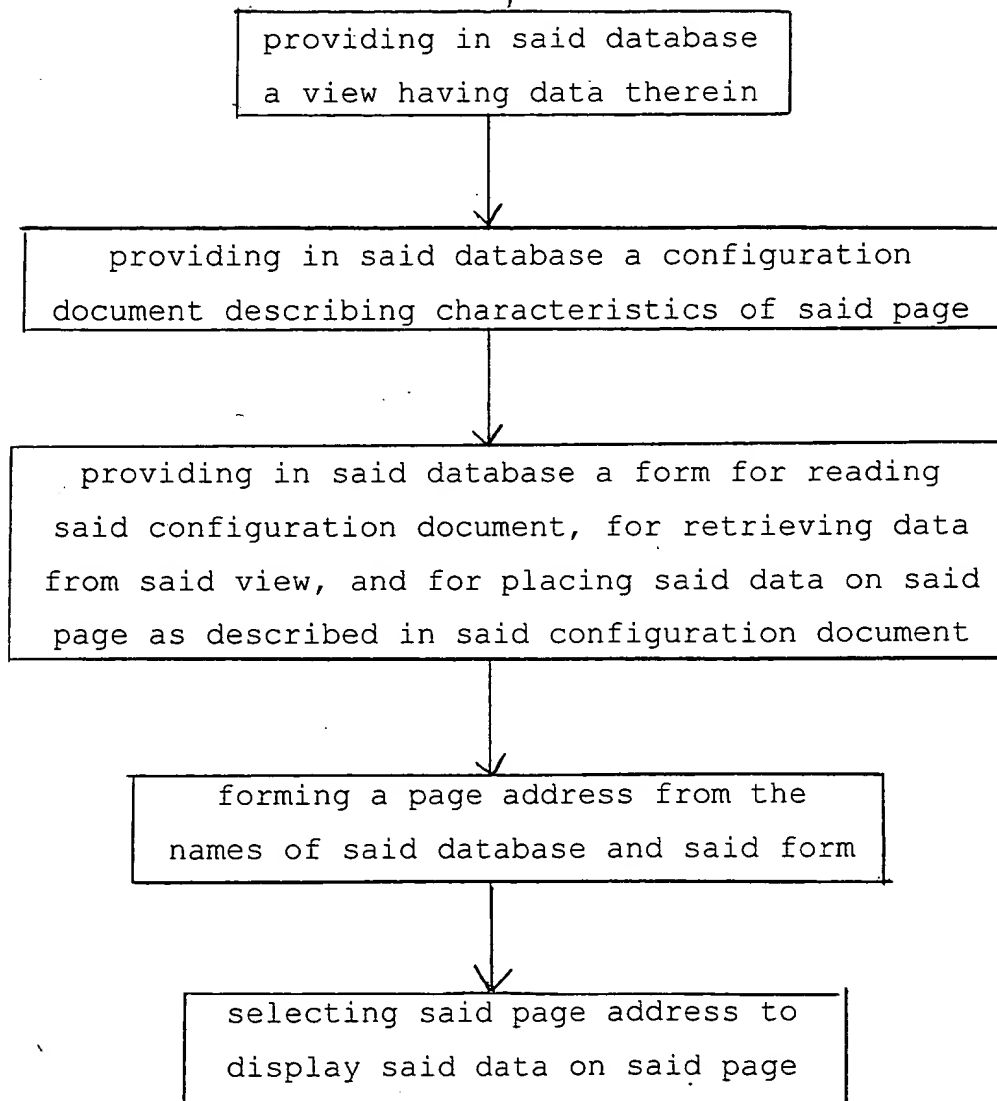 providing in said database
a view having data therein
providing in said database a configuration
document describing characteristics of said page
providing in said database a form for reading
said configuration document, for retrieving data
from said view, and for placing said data on said
page as described in said configuration document
forming a page address from the
names of said database and said form
selecting said page address to
display said data on said page